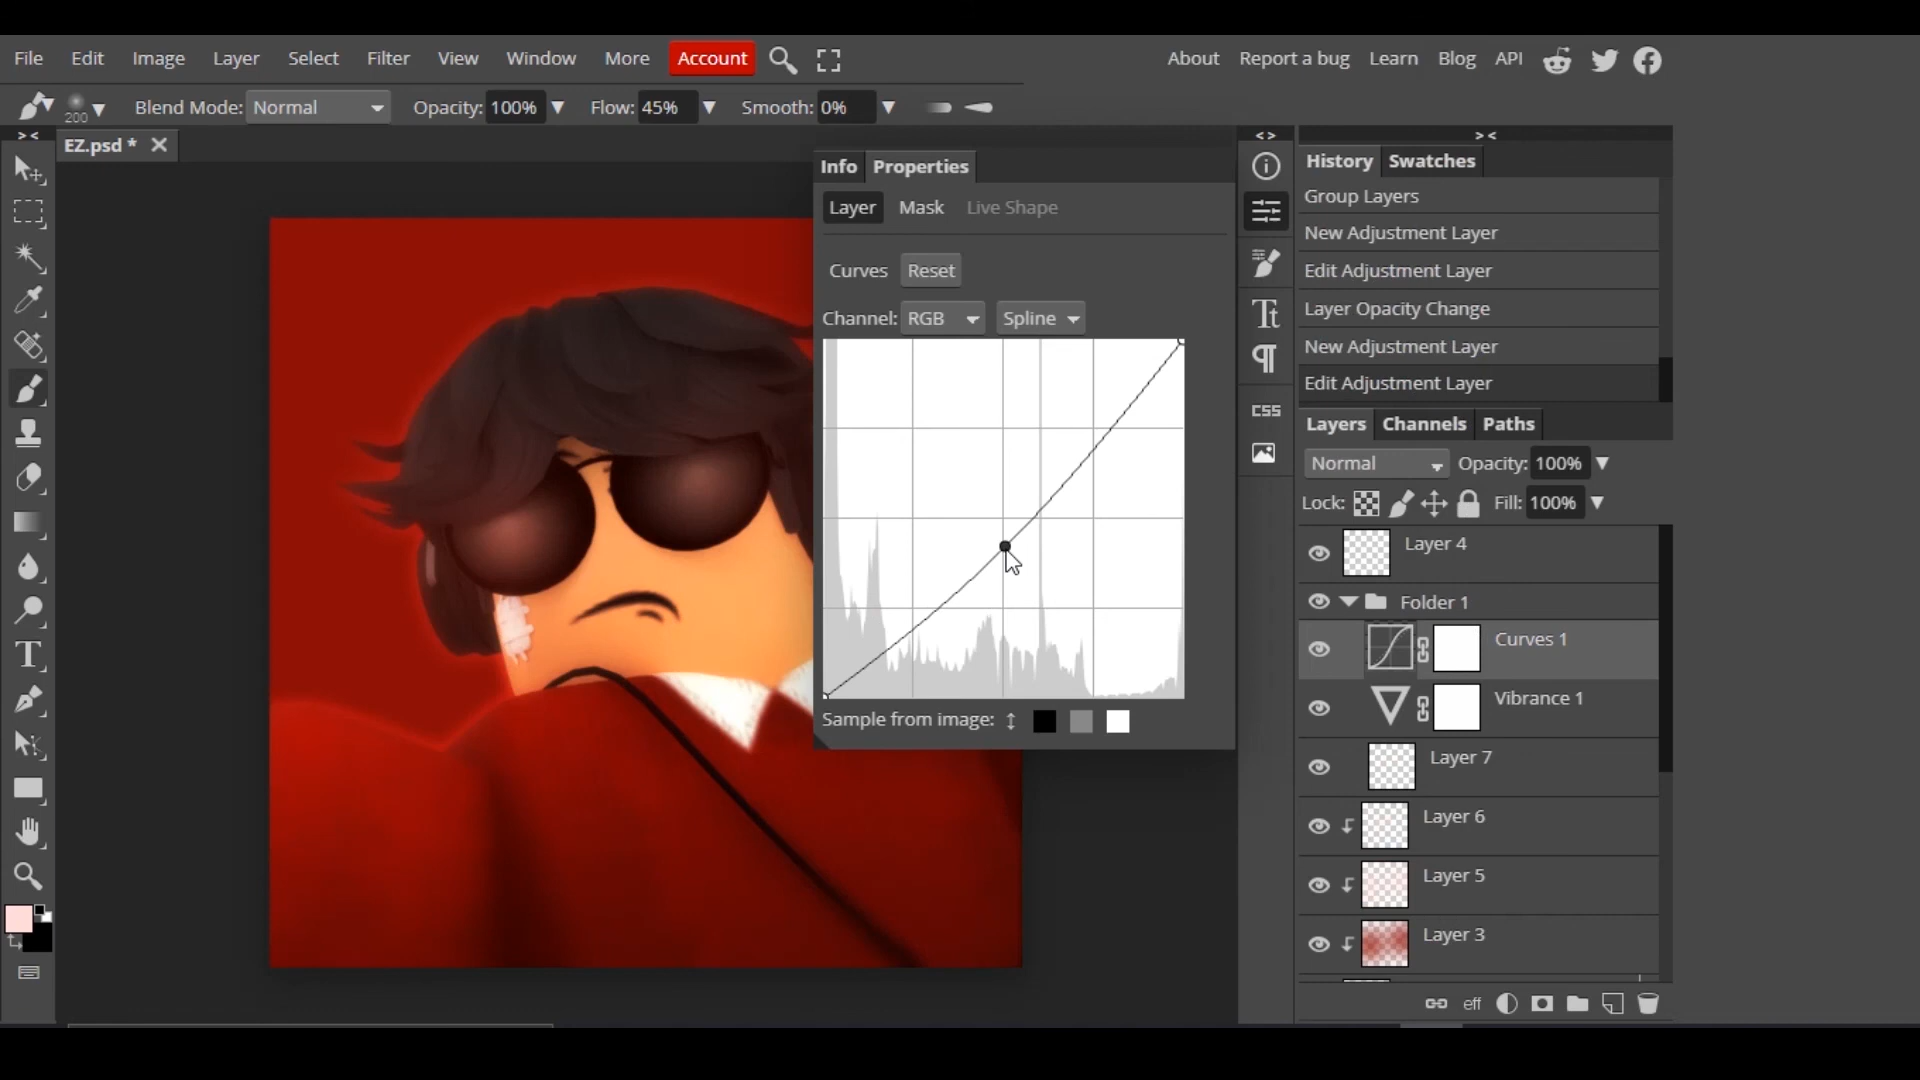 File Edit Image Layer Select Filter View Window More Account About Report a bug Learn Blog API
200 Blend Mode: Normal Opacity: 100% Flow: 45% Smooth: 0%
EZ.psd *
Info Properties
Layer Mask Live Shape
Curves Reset
Channel: RGB Spline
Sample from image:
Tt
CSS
History Swatches
Group Layers
New Adjustment Layer
Edit Adjustment Layer
Layer Opacity Change
New Adjustment Layer
Edit Adjustment Layer
Layers Channels Paths
Normal Opacity: 100%
Lock: Fill: 100%
Layer 4
Folder 1
Curves 1
Vibrance 1
Layer 7
Layer 6
Layer 5
Layer 3
eff